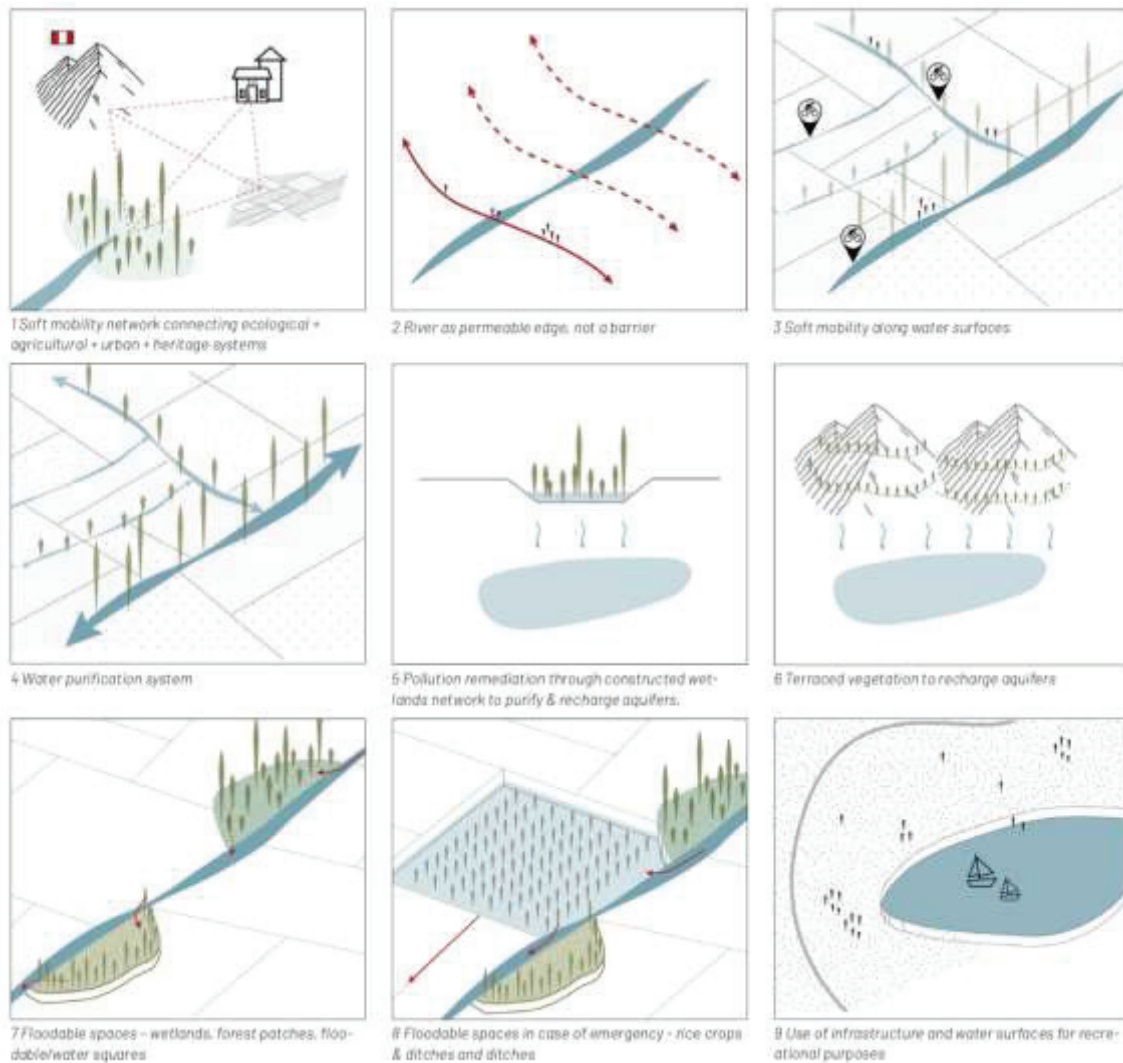 1 Soft mobility network connecting ecological +
agricultural + urban + heritage systems
2 River as permeable edge, not a barrier
3 Soft mobility along water surfaces
4 Water purification system
5 Pollution remediation through constructed wet-
lands network to purify & recharge aquifers.
6 Terraced vegetation to recharge aquifers
7 Floodable spaces – wetlands, forest patches, floo-
dable/water squares
8 Floodable spaces in case of emergency - rice crops
& ditches and ditches
9 Use of infrastructure and water surfaces for recre-
ational purposes